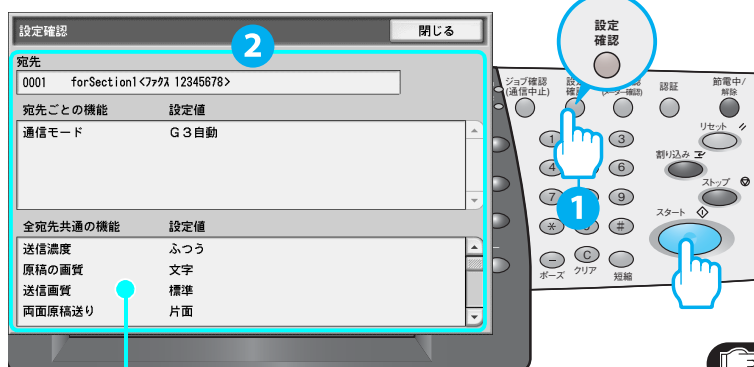 設定確認
閉じる
2
宛先
0001 forSection1<ﾌｧｸｽ 12345678>
宛先ごとの機能 設定値
通信モード G3自動
全宛先共通の機能 設定値
送信濃度 ふつう
原稿の画質 文字
送信画質 標準
両面原稿送り 片面
設定
確認
ジョブ確認
(通信中止)
認証
節電中/
解除
リセット
1 3
割り込み
4 6
ストップ
7 9
1
スタート
* #
C
ポーズ クリア 短縮